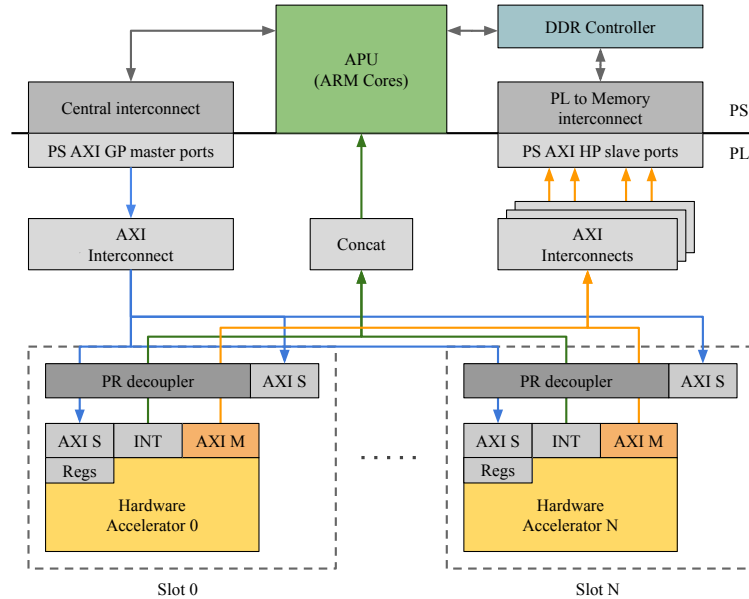 APU
(ARM Cores)
DDR Controller
Central interconnect
PL to Memory
interconnect
PS
PS AXI GP master ports
PS AXI HP slave ports
PL
AXI
Interconnect
Concat
AXI
Interconnects
PR decoupler
AXI S
PR decoupler
AXI S
AXI S
INT
AXI M
Regs
Hardware
Accelerator 0
. . . . .
AXI S
INT
AXI M
Regs
Hardware
Accelerator N
Slot 0
Slot N